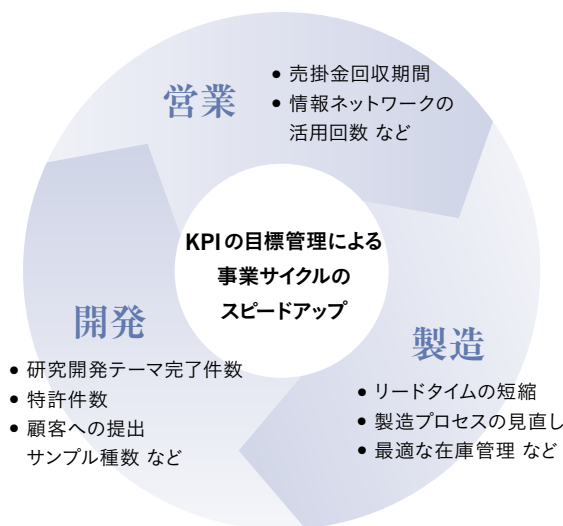 営業
● 売掛金回収期間
● 情報ネットワークの
活用回数 など
KPIの目標管理による
事業サイクルの
スピードアップ
開発
● 研究開発テーマ完了件数
● 特許件数
● 顧客への提出
サンプル種数 など
製造
● リードタイムの短縮
● 製造プロセスの見直し
● 最適な在庫管理 など